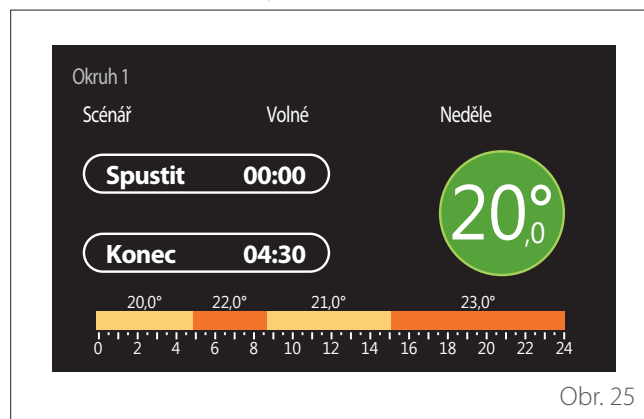 Okruh 1
Scénář Volné Neděle
Spustit 00:00
20°,0
Konec 04:30
20,0° 22,0° 21,0° 23,0°
0 2 4 6 8 10 12 14 16 18 20 22 24
Obr. 25